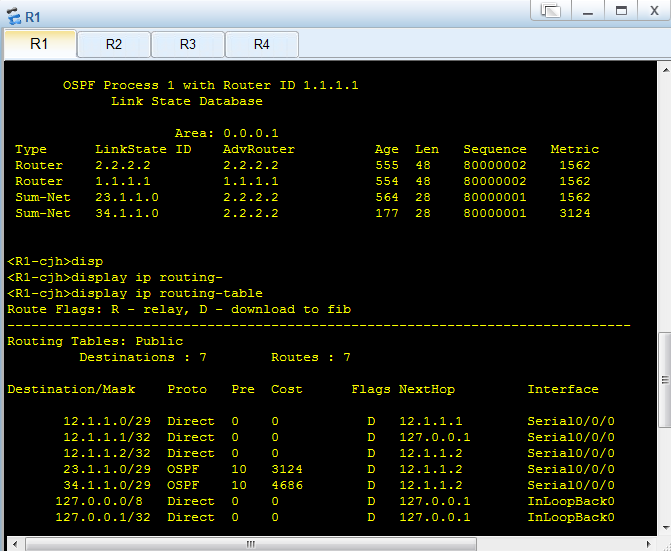 R1
R1 R2 R3 R4
OSPF Process 1 with Router ID 1.1.1.1
Link State Database
Area: 0.0.0.1
Type LinkState ID AdvRouter Age Len Sequence Metric
Router 2.2.2.2 2.2.2.2 555 48 80000002 1562
Router 1.1.1.1 1.1.1.1 554 48 80000002 1562
Sum-Net 23.1.1.0 2.2.2.2 564 28 80000001 1562
Sum-Net 34.1.1.0 2.2.2.2 177 28 80000001 3124
<R1-cjh>disp
<R1-cjh>display ip routing-
<R1-cjh>display ip routing-table
Route Flags: R - relay, D - download to fib
------------------------------------------------------------------------------
Routing Tables: Public
Destinations : 7 Routes : 7
Destination/Mask Proto Pre Cost Flags NextHop Interface
12.1.1.0/29 Direct 0 0 D 12.1.1.1 Serial0/0/0
12.1.1.1/32 Direct 0 0 D 127.0.0.1 Serial0/0/0
12.1.1.2/32 Direct 0 0 D 12.1.1.2 Serial0/0/0
23.1.1.0/29 OSPF 10 3124 D 12.1.1.2 Serial0/0/0
34.1.1.0/29 OSPF 10 4686 D 12.1.1.2 Serial0/0/0
127.0.0.0/8 Direct 0 0 D 127.0.0.1 InLoopBack0
127.0.0.1/32 Direct 0 0 D 127.0.0.1 InLoopBack0